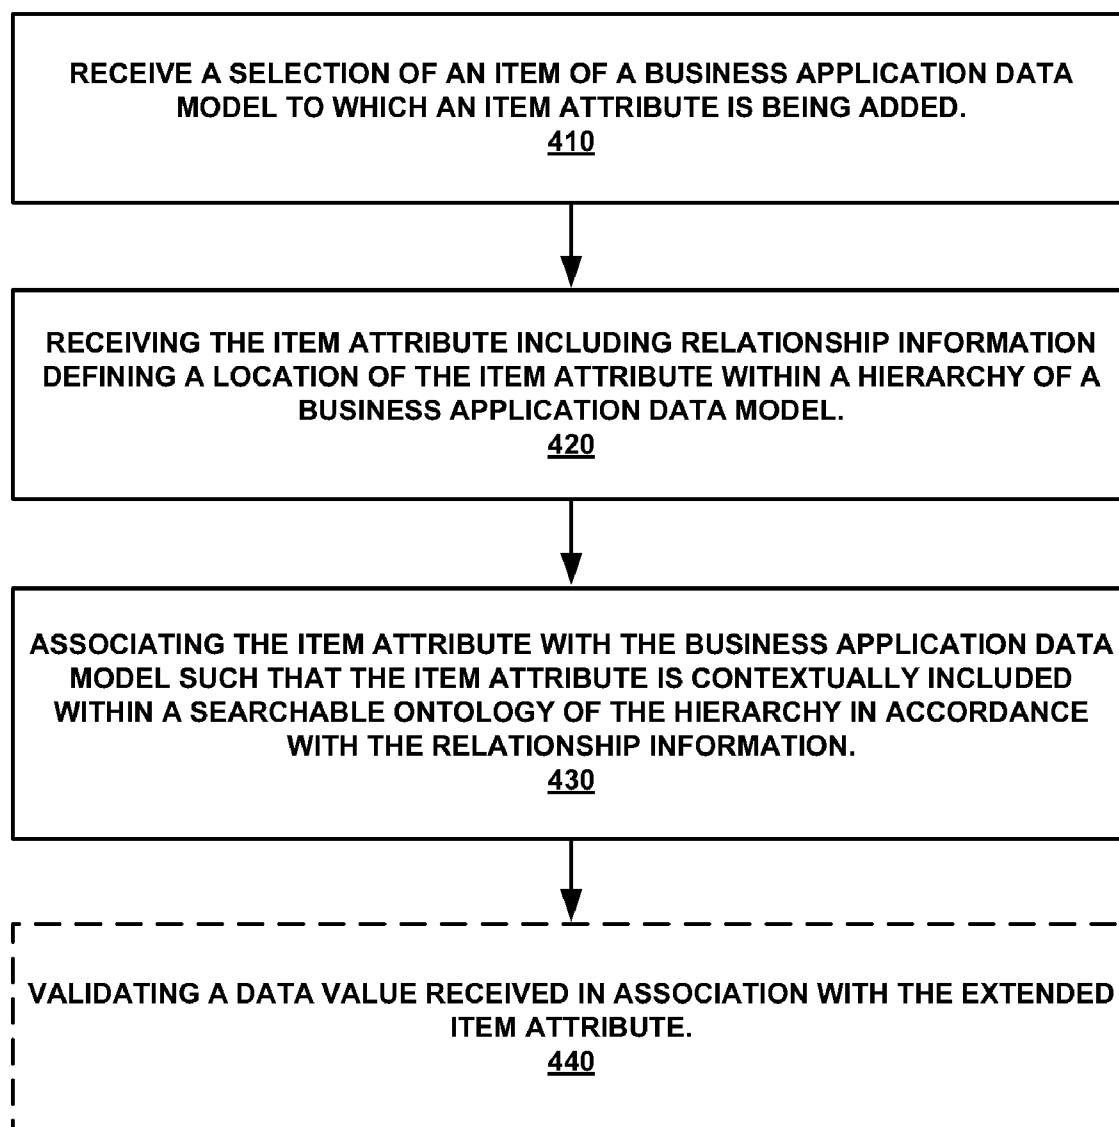 RECEIVE A SELECTION OF AN ITEM OF A BUSINESS APPLICATION DATA
MODEL TO WHICH AN ITEM ATTRIBUTE IS BEING ADDED.
410
RECEIVING THE ITEM ATTRIBUTE INCLUDING RELATIONSHIP INFORMATION
DEFINING A LOCATION OF THE ITEM ATTRIBUTE WITHIN A HIERARCHY OF A
BUSINESS APPLICATION DATA MODEL.
420
ASSOCIATING THE ITEM ATTRIBUTE WITH THE BUSINESS APPLICATION DATA
MODEL SUCH THAT THE ITEM ATTRIBUTE IS CONTEXTUALLY INCLUDED
WITHIN A SEARCHABLE ONTOLOGY OF THE HIERARCHY IN ACCORDANCE
WITH THE RELATIONSHIP INFORMATION.
430
VALIDATING A DATA VALUE RECEIVED IN ASSOCIATION WITH THE EXTENDED
ITEM ATTRIBUTE.
440